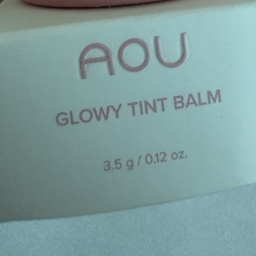 AOU
GLOWY TINT BALM
3.5 g / 0.12 oz.